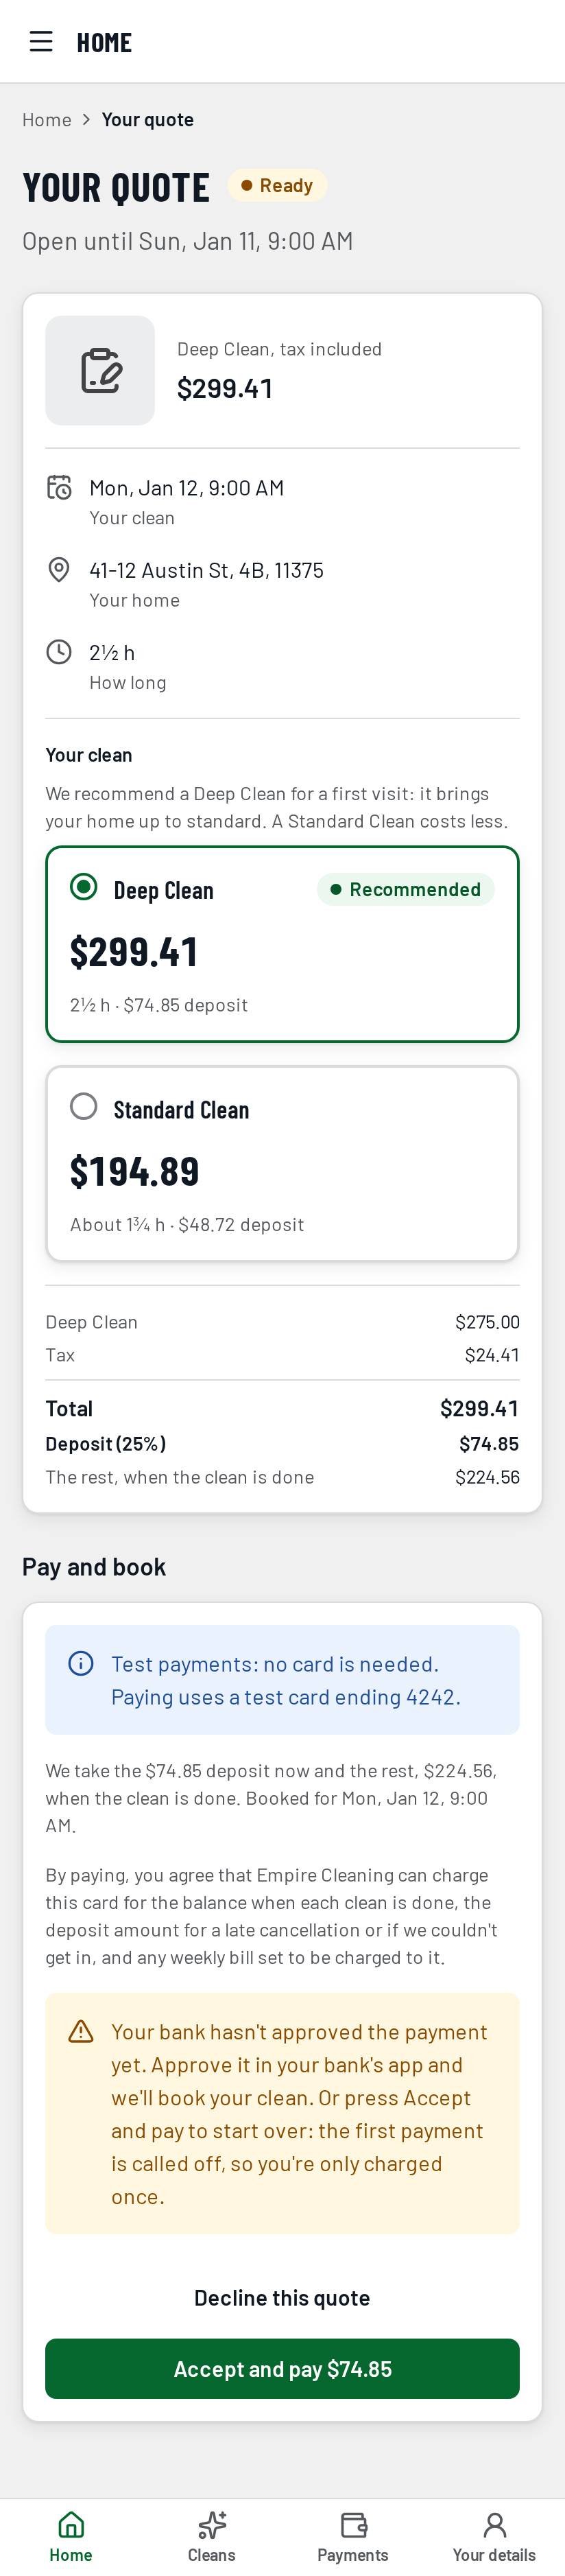 HOME
Home > Your quote
YOUR QUOTE
Ready
Open until Sun, Jan 11, 9:00 AM
Deep Clean, tax included
$299.41
Mon, Jan 12, 9:00 AM
Your clean
41-12 Austin St, 4B, 11375
Your home
2½ h
How long
Your clean
We recommend a Deep Clean for a first visit: it brings
your home up to standard. A Standard Clean costs less.
Deep Clean
Recommended
$299.41
2½ h · $74.85 deposit
Standard Clean
$194.89
About 1¾ h · $48.72 deposit
Deep Clean $275.00
Tax $24.41
Total $299.41
Deposit (25%) $74.85
The rest, when the clean is done $224.56
Pay and book
Test payments: no card is needed.
Paying uses a test card ending 4242.
We take the $74.85 deposit now and the rest, $224.56,
when the clean is done. Booked for Mon, Jan 12, 9:00
AM.
By paying, you agree that Empire Cleaning can charge
this card for the balance when each clean is done, the
deposit amount for a late cancellation or if we couldn't
get in, and any weekly bill set to be charged to it.
Your bank hasn't approved the payment
yet. Approve it in your bank's app and
we'll book your clean. Or press Accept
and pay to start over: the first payment
is called off, so you're only charged
once.
Decline this quote
Accept and pay $74.85
Home Cleans Payments Your details